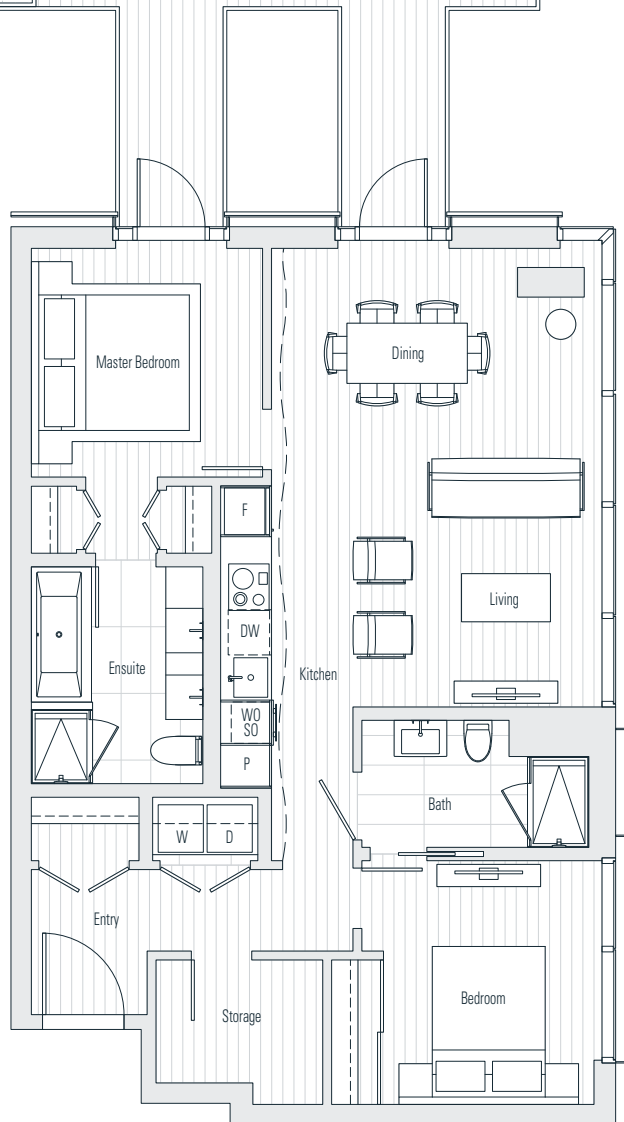 Master Bedroom
Dining
F
Living
DW
Ensuite
Kitchen
WO
SO
P
Bath
W
D
Entry
Bedroom
Storage